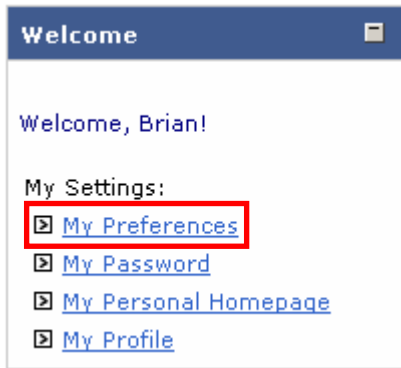 Welcome
Welcome, Brian!
My Settings:
My Preferences
My Password
My Personal Homepage
My Profile